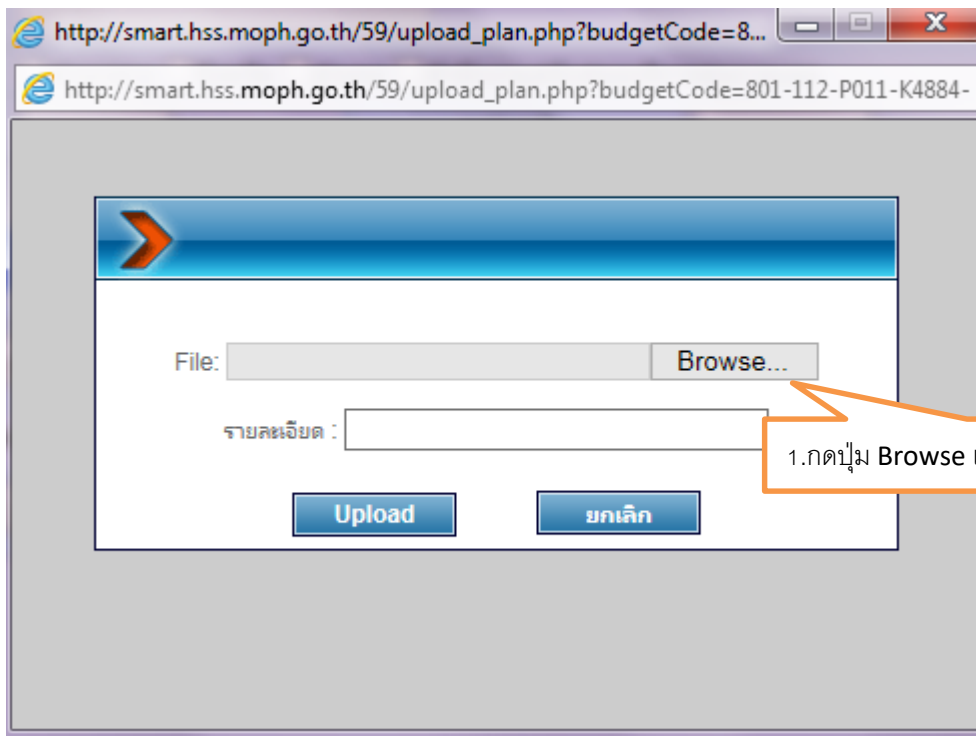 http://smart.hss.moph.go.th/59/upload_plan.php?budgetCode=8...
http://smart.hss.moph.go.th/59/upload_plan.php?budgetCode=801-112-P011-K4884-
File:
Browse...
รายละเอียด :
1.กดปุ่ม Browse
Upload
ยกเลิก